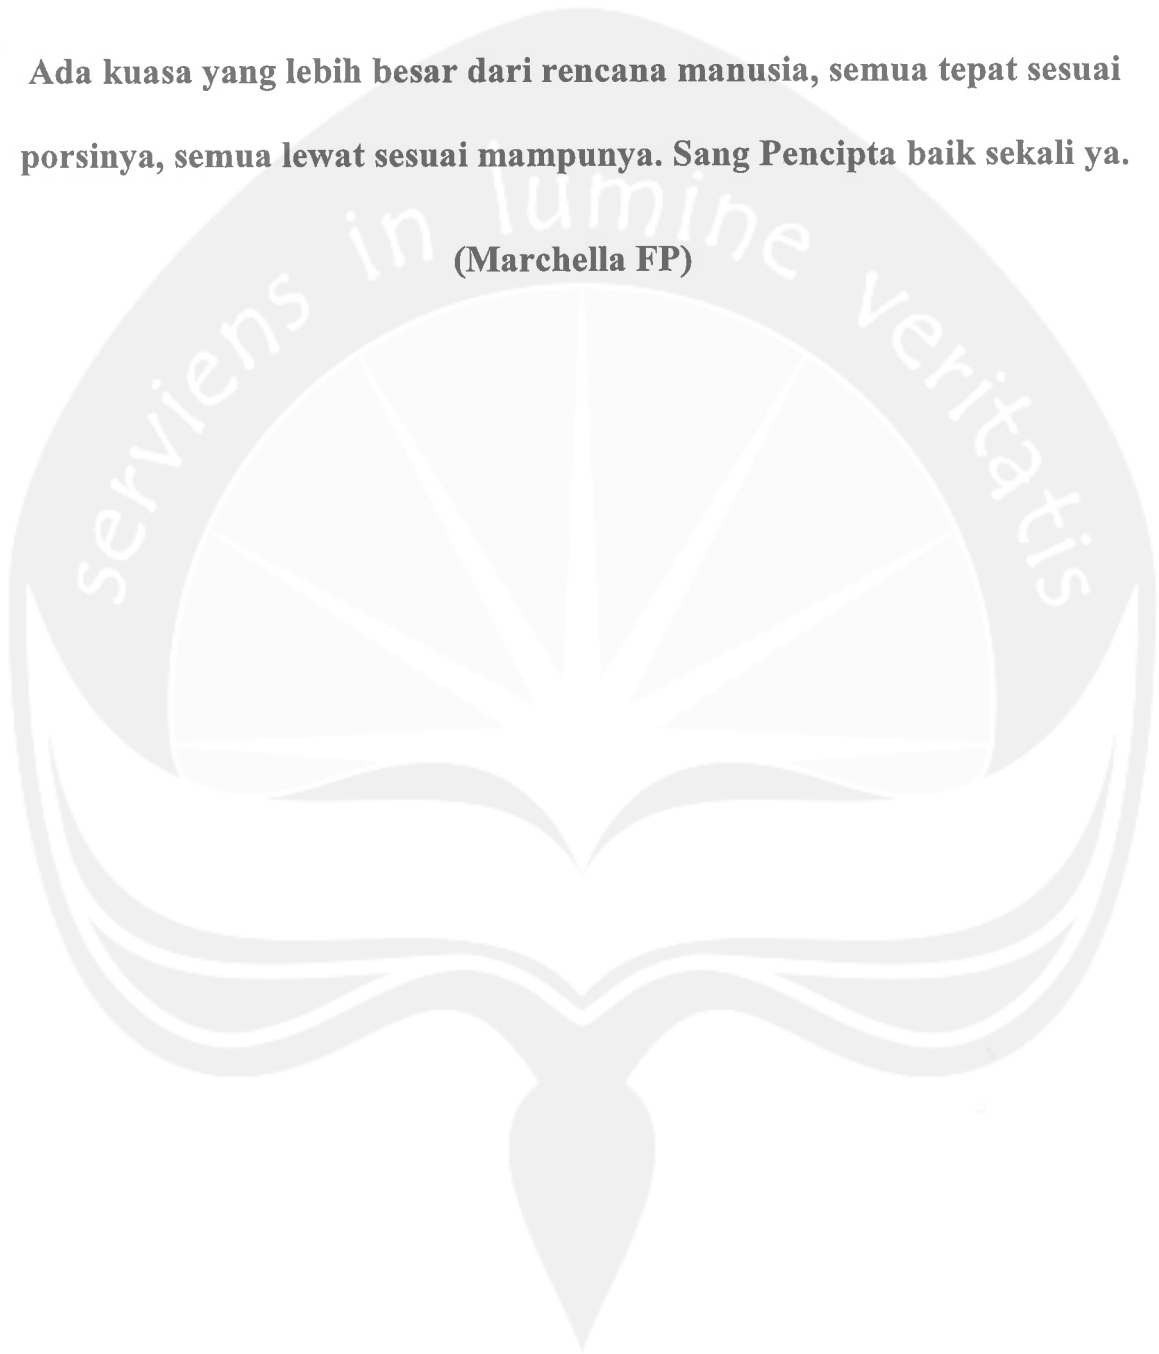 Ada kuasa yang lebih besar dari rencana manusia, semua tepat sesuai
porsinya, semua lewat sesuai mampunya. Sang Pencipta baik sekali ya.
(Marchella FP)
serviens in lumine veritatis